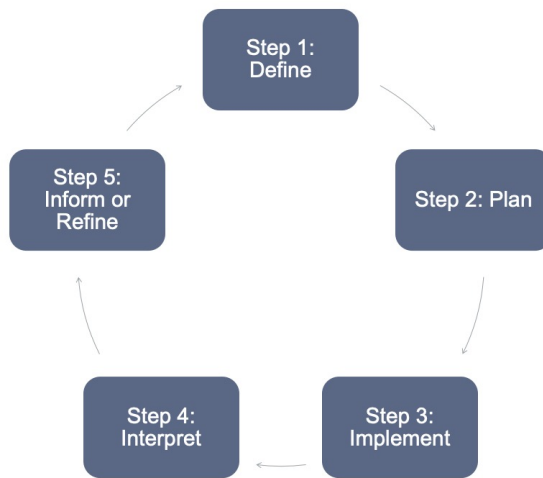 Step 1:
Define
Step 2: Plan
Step 3:
Implement
Step 4:
Interpret
Step 5:
Inform or
Refine